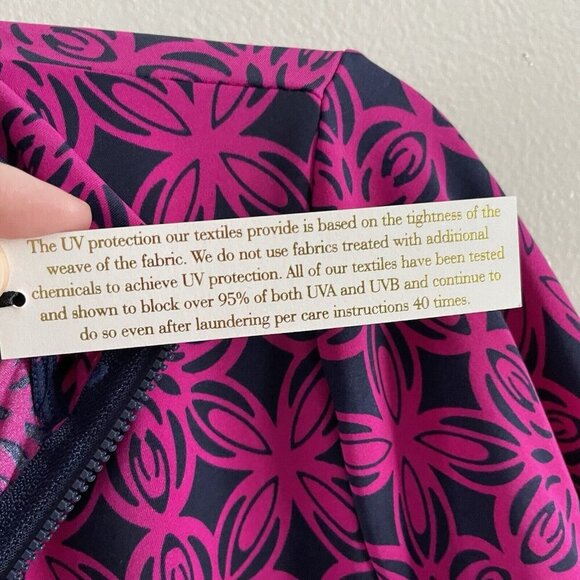 The UV protection our textiles provide is based on the tightness of the
weave of the fabric. We do not use fabrics treated with additional
chemicals to achieve UV protection. All of our textiles have been tested
and shown to block over 95% of both UVA and UVB and continue to
do so even after laundering per care instructions 40 times.